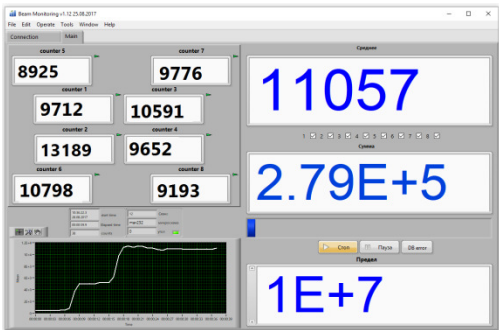 Beam Monitoring v1.12 25.08.2017
File Edit Operate Tools Window Help
Connection Main
counter 5 counter 7
8925 9776
counter 1 counter 3
9712 10591
counter 2 counter 4
13189 9652
counter 6 counter 8
10798 9193
Среднее
11057
1 2 3 4 5 6 7 8
Сумма
2.79E+5
Стоп Пауза DB error
Предел
1E+7
Time